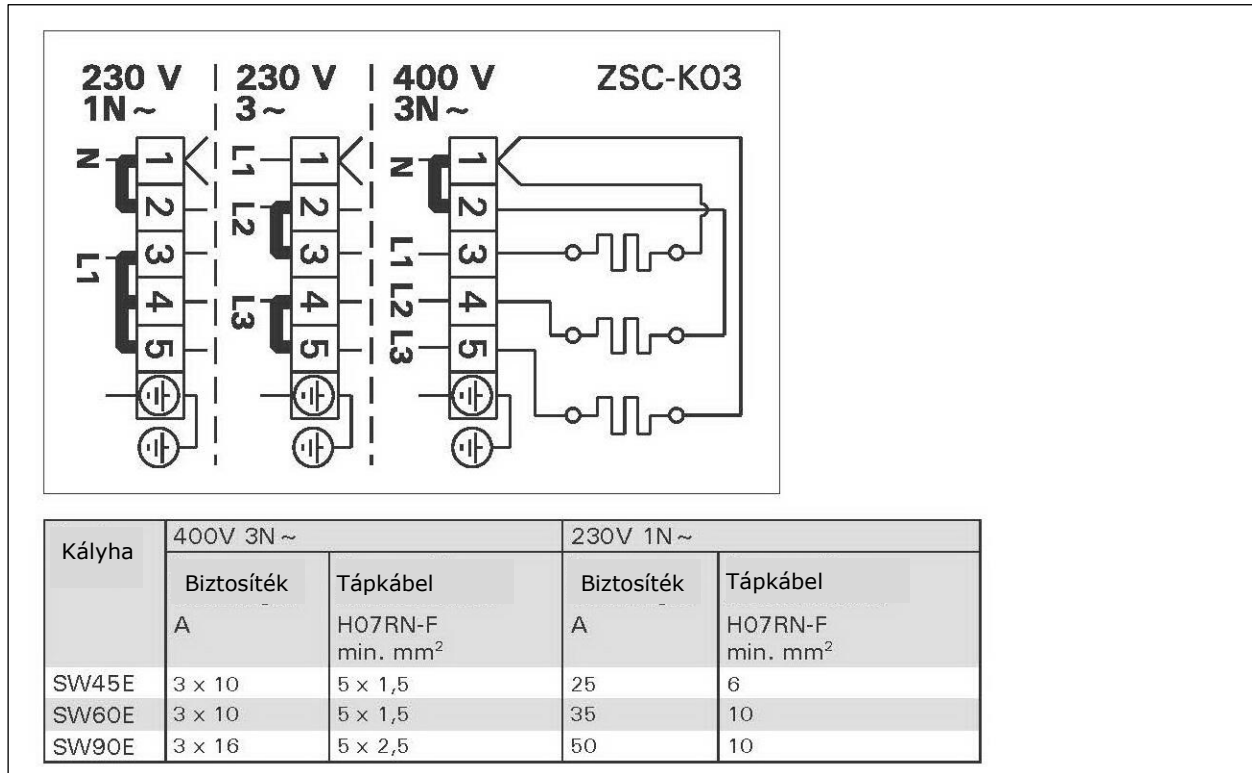 230 V 230 V 400 V ZSC-K03
1N~ 3~ 3N~
N 1 L1 1 N 1
2 L2 2 2
L1 3 3 L1 3
4 L3 4 L2 4
5 5 L3 5
Kályha 400V 3N~ 230V 1N~
Biztosíték Tápkábel Biztosíték Tápkábel
A H07RN-F A H07RN-F
min. mm² min. mm²
SW45E 3 x 10 5 x 1,5 25 6
SW60E 3 x 10 5 x 1,5 35 10
SW90E 3 x 16 5 x 2,5 50 10